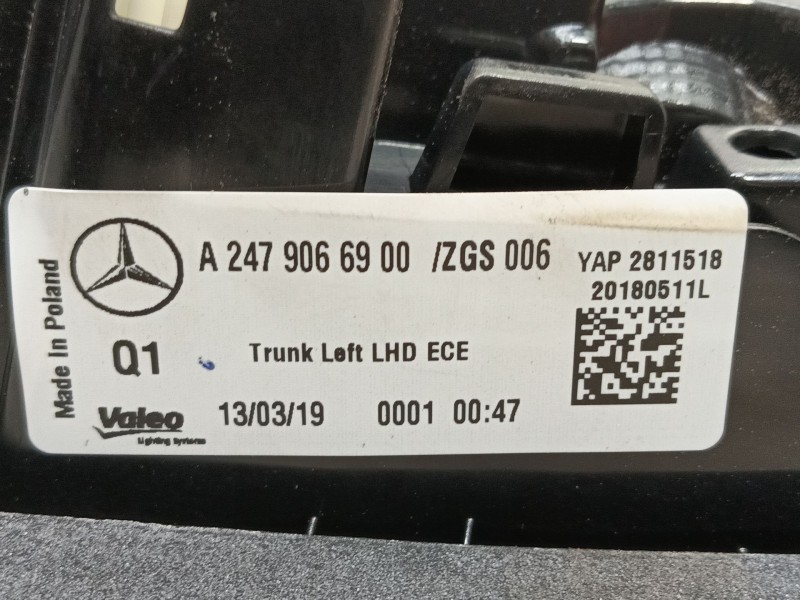 Made In Poland
A 247 906 69 00 /ZGS 006
YAP 2811518
20180511L
Q1
Trunk Left LHD ECE
Valeo
Lighting Systems
13/03/19 0001 00:47